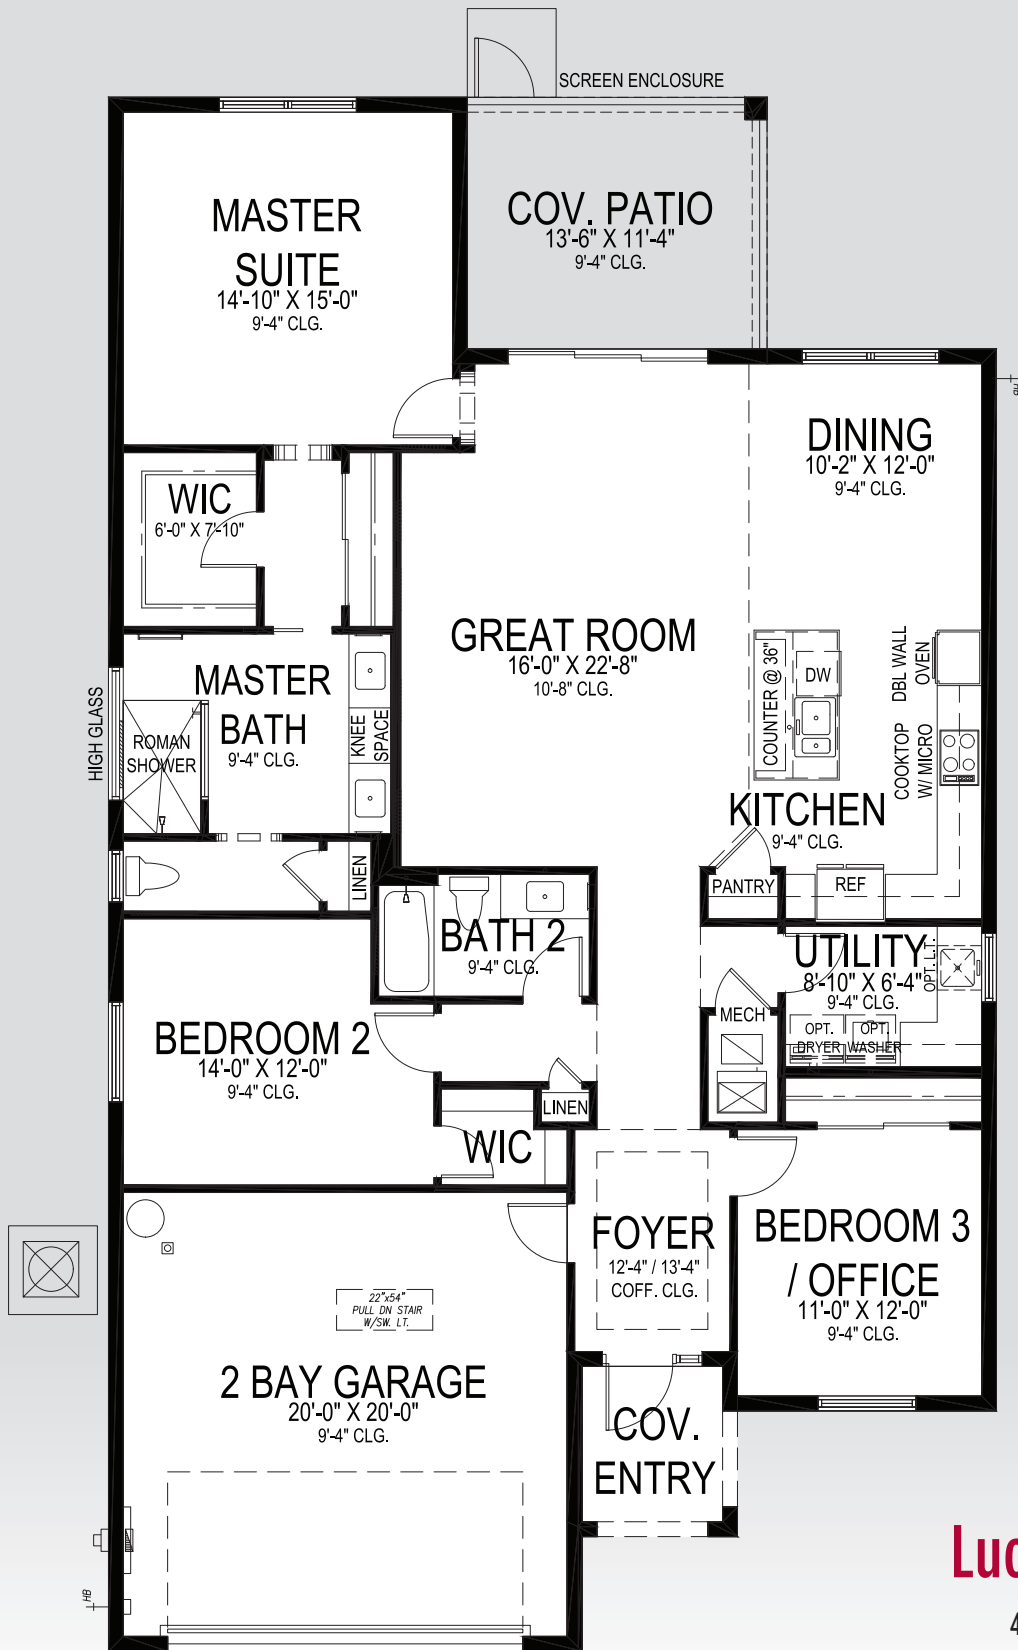 SCREEN ENCLOSURE
MASTER
SUITE
14'-10" X 15'-0"
9'-4" CLG.
COV. PATIO
13'-6" X 11'-4"
9'-4" CLG.
HB
DINING
10'-2" X 12'-0"
9'-4" CLG.
WIC
6'-0" X 7'-10"
GREAT ROOM
16'-0" X 22'-8"
10'-8" CLG.
COUNTER @ 36"
DW
DBL WALL
OVEN
COOKTOP
W/ MICRO
KITCHEN
9'-4" CLG.
HIGH GLASS
MASTER
BATH
9'-4" CLG.
ROMAN
SHOWER
KNEE
SPACE
LINEN
PANTRY
REF
BATH 2
9'-4" CLG.
UTILITY
8'-10" X 6'-4"
9'-4" CLG.
OPT. L.T.
OPT.
DRYER
OPT.
WASHER
MECH
BEDROOM 2
14'-0" X 12'-0"
9'-4" CLG.
LINEN
WIC
FOYER
12'-4" / 13'-4"
COFF. CLG.
BEDROOM 3
/ OFFICE
11'-0" X 12'-0"
9'-4" CLG.
22"x54"
PULL DN STAIR
W/SW. LT.
2 BAY GARAGE
20'-0" X 20'-0"
9'-4" CLG.
COV.
ENTRY
HB